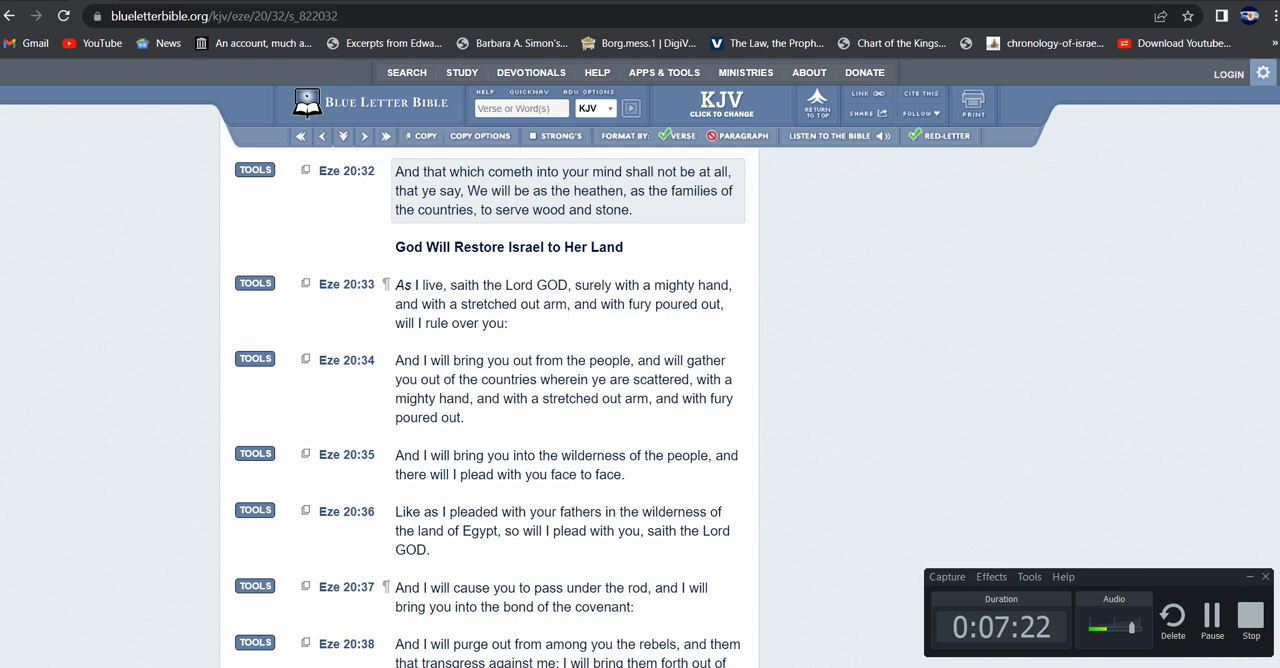 blueletterbible.org/kjv/eze/20/32/s_822032
Gmail YouTube News An account, much a... Excerpts from Edwa... Barbara A. Simon's... Borg.mess.1 | DigiV... The Law, the Proph... Chart of the Kings... chronology-of-israe... Download Youtube... »
SEARCH STUDY DEVOTIONALS HELP APPS & TOOLS MINISTRIES ABOUT DONATE LOGIN
BLUE LETTER BIBLE
HELP QUICKNAV ADV. OPTIONS
Verse or Word(s) KJV
KJV
CLICK TO CHANGE
RETURN TO TOP
LINK CITE THIS
SHARE FOLLOW
PRINT
COPY COPY OPTIONS STRONG'S FORMAT BY: VERSE PARAGRAPH LISTEN TO THE BIBLE RED-LETTER
TOOLS Eze 20:32 And that which cometh into your mind shall not be at all,
that ye say, We will be as the heathen, as the families of
the countries, to serve wood and stone.
God Will Restore Israel to Her Land
TOOLS Eze 20:33 ¶ As I live, saith the Lord GOD, surely with a mighty hand,
and with a stretched out arm, and with fury poured out,
will I rule over you:
TOOLS Eze 20:34 And I will bring you out from the people, and will gather
you out of the countries wherein ye are scattered, with a
mighty hand, and with a stretched out arm, and with fury
poured out.
TOOLS Eze 20:35 And I will bring you into the wilderness of the people, and
there will I plead with you face to face.
TOOLS Eze 20:36 Like as I pleaded with your fathers in the wilderness of
the land of Egypt, so will I plead with you, saith the Lord
GOD.
TOOLS Eze 20:37 ¶ And I will cause you to pass under the rod, and I will
bring you into the bond of the covenant:
TOOLS Eze 20:38 And I will purge out from among you the rebels, and them
that transgress against me: I will bring them forth out of
Capture Effects Tools Help
Duration Audio
0:07:22
Delete Pause Stop